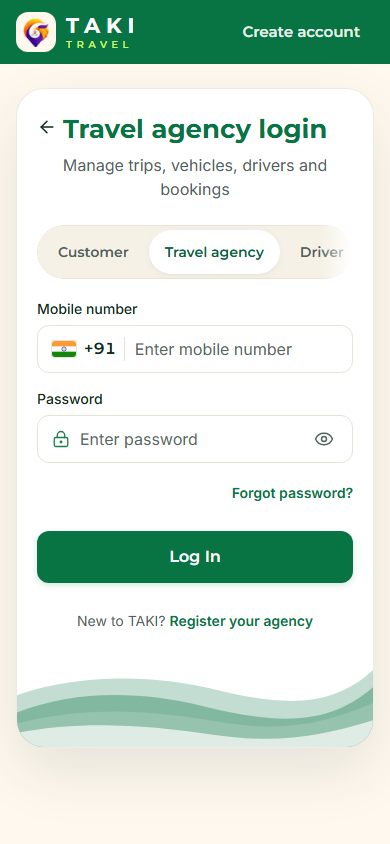 TAKI
TRAVEL
Create account
Travel agency login
Manage trips, vehicles, drivers and
bookings
Customer
Travel agency
Driver
Mobile number
+91
Enter mobile number
Password
Enter password
Forgot password?
Log In
New to TAKI? Register your agency